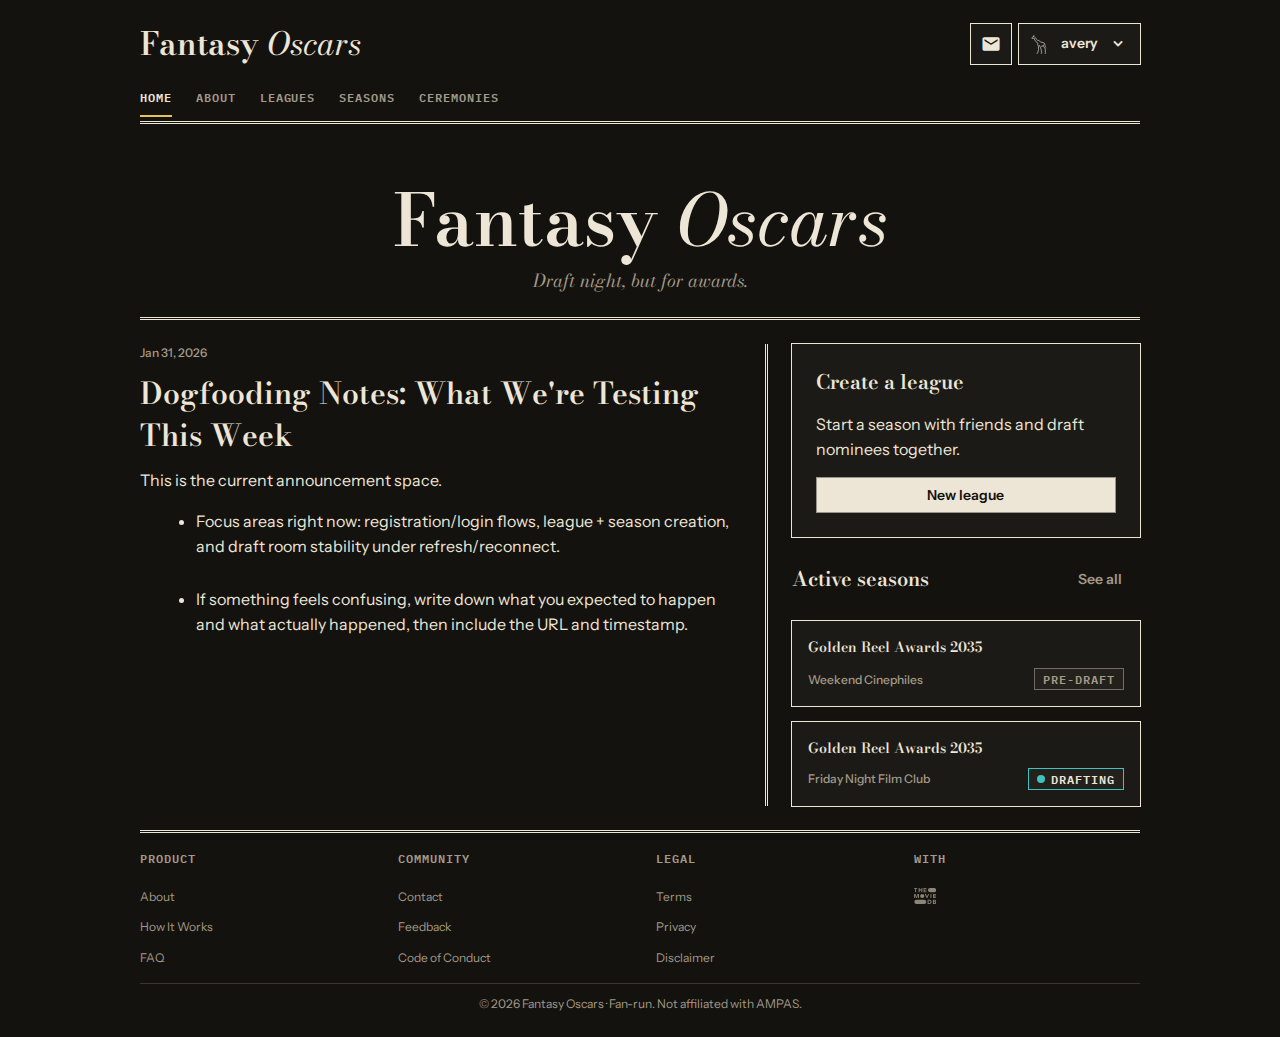 Fantasy Oscars
avery
HOME ABOUT LEAGUES SEASONS CEREMONIES
Fantasy Oscars
Draft night, but for awards.
Jan 31, 2026
Dogfooding Notes: What We're Testing
This Week
This is the current announcement space.
• Focus areas right now: registration/login flows, league + season creation,
and draft room stability under refresh/reconnect.
• If something feels confusing, write down what you expected to happen
and what actually happened, then include the URL and timestamp.
Create a league
Start a season with friends and draft
nominees together.
New league
Active seasons
See all
Golden Reel Awards 2035
Weekend Cinephiles
PRE-DRAFT
Golden Reel Awards 2035
Friday Night Film Club
DRAFTING
PRODUCT
About
How It Works
FAQ
COMMUNITY
Contact
Feedback
Code of Conduct
LEGAL
Terms
Privacy
Disclaimer
WITH
THE
MOVIE
DB
© 2026 Fantasy Oscars · Fan-run. Not affiliated with AMPAS.